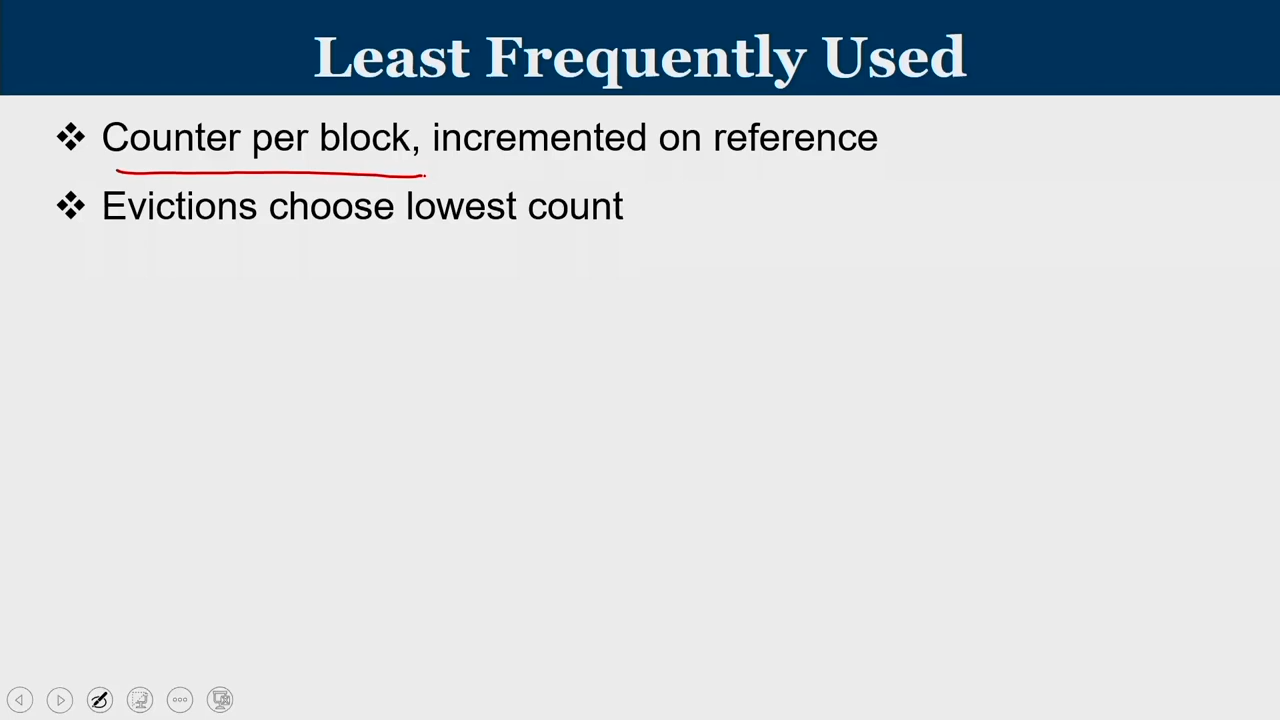 Least Frequently Used
❖ Counter per block, incremented on reference
❖ Evictions choose lowest count